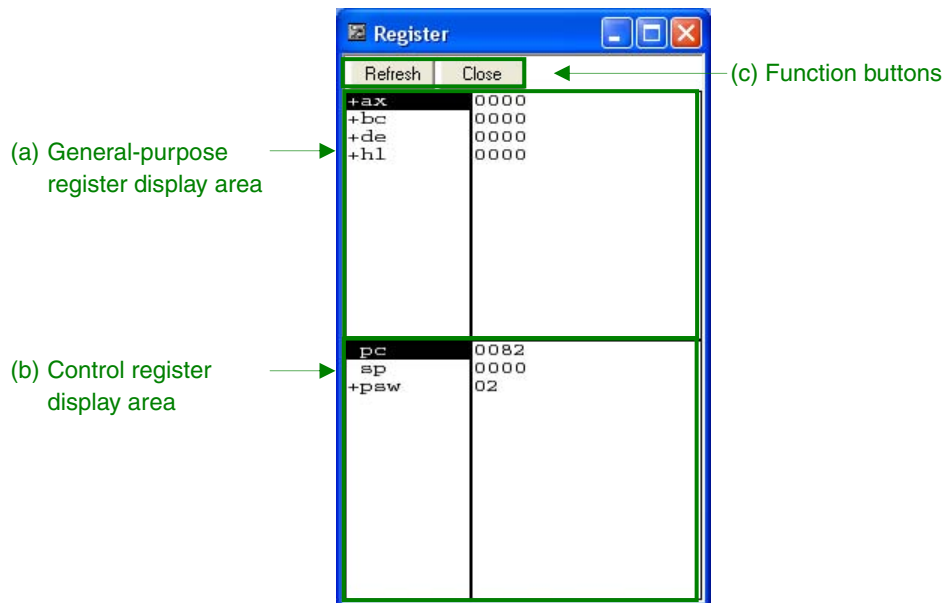 Register
Refresh Close
(c) Function buttons
+ax 0000
+bc 0000
+de 0000
+hl 0000
(a) General-purpose
register display area
pc 0082
sp 0000
+psw 02
(b) Control register
display area